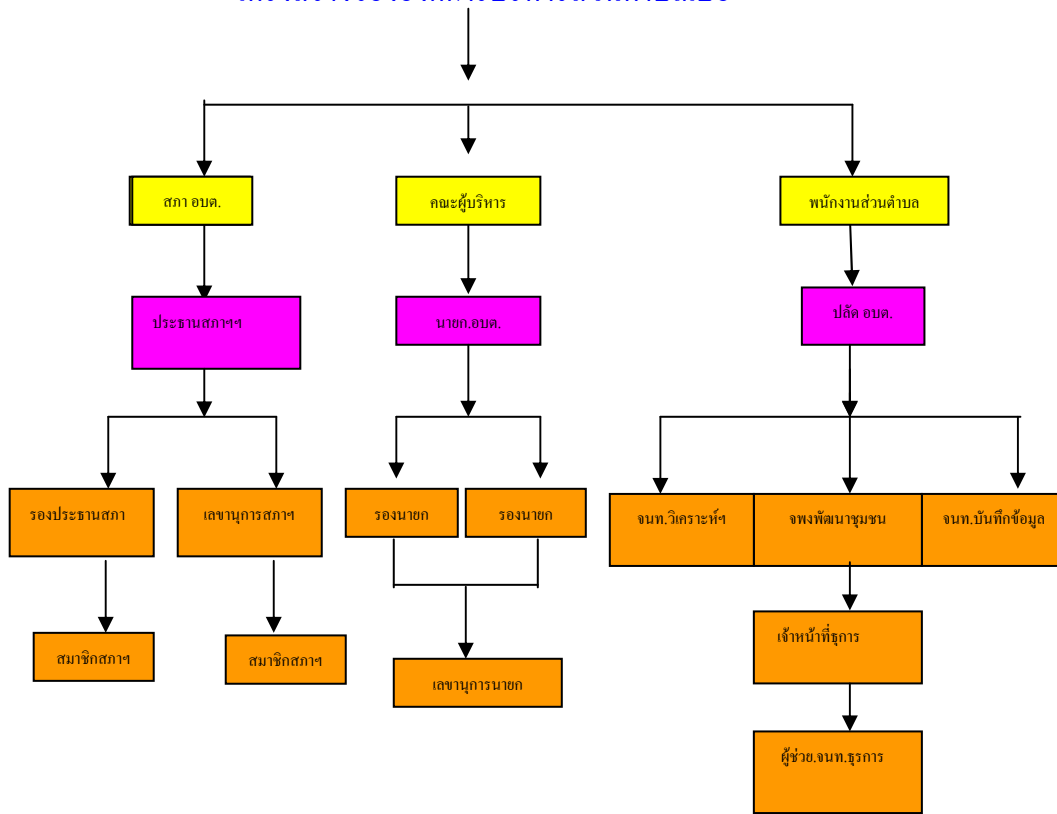 สภา อบต.
คณะผู้บริหาร
พนักงานส่วนตำบล
ประธานสภาฯฯ
นายก.อบต.
ปลัด อบต.
รองประธานสภา
เลขานุการสภาฯ
รองนายก
รองนายก
จนท.วิเคราะห์ฯ
จพงพัฒนาชุมชน
จนท.บันทึกข้อมูล
สมาชิกสภาฯ
สมาชิกสภาฯ
เลขานุการนายก
เจ้าหน้าที่ธุการ
ผู้ช่วย.จนท.ธุรการ